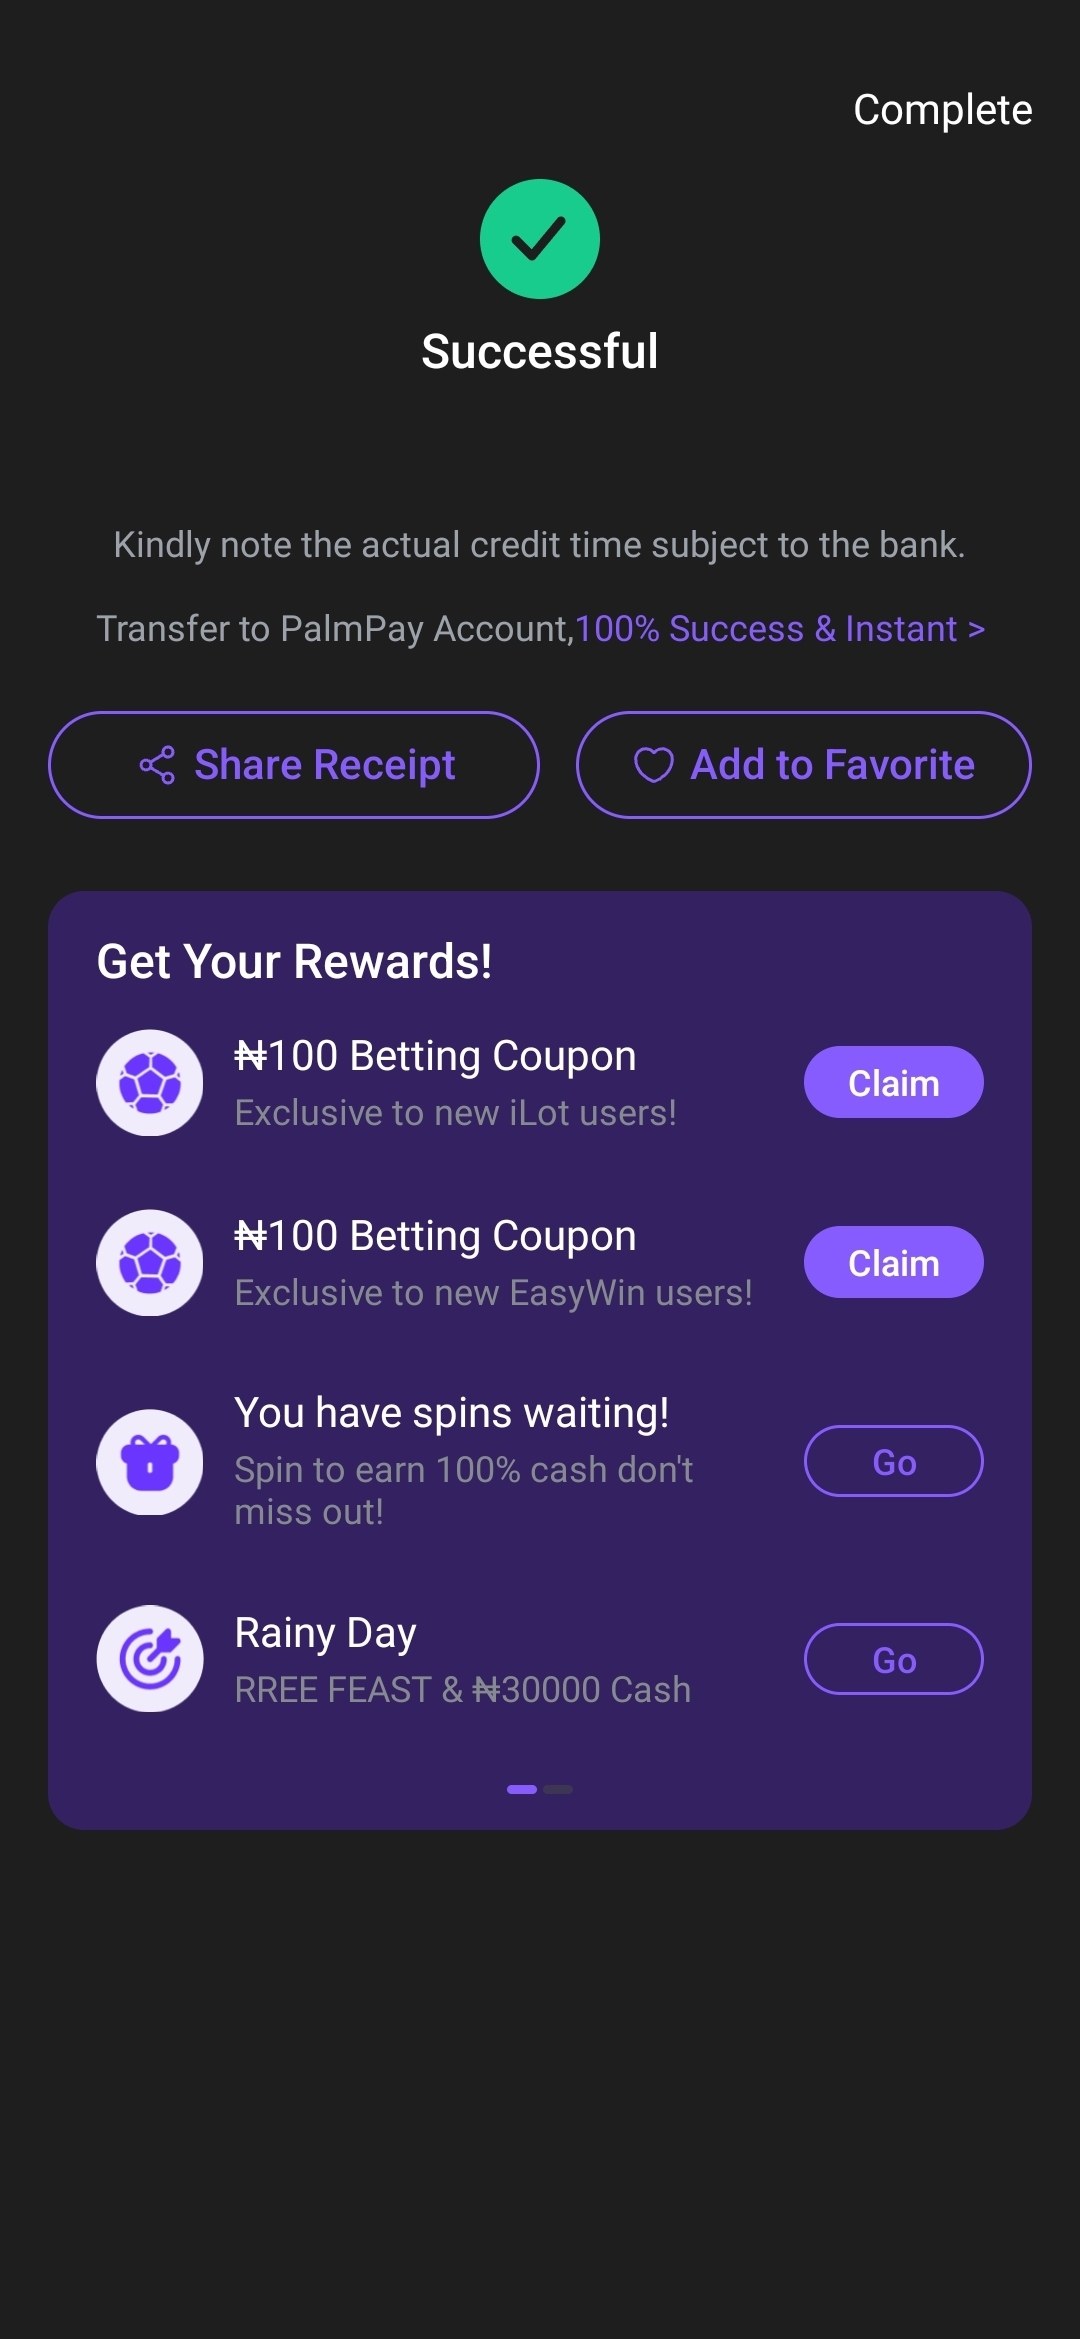 Complete
Successful
Kindly note the actual credit time subject to the bank.
Transfer to PalmPay Account,100% Success & Instant >
Share Receipt
Add to Favorite
Get Your Rewards!
₦100 Betting Coupon
Exclusive to new iLot users!
Claim
₦100 Betting Coupon
Exclusive to new EasyWin users!
Claim
You have spins waiting!
Spin to earn 100% cash don't
miss out!
Go
Rainy Day
RREE FEAST & ₦30000 Cash
Go